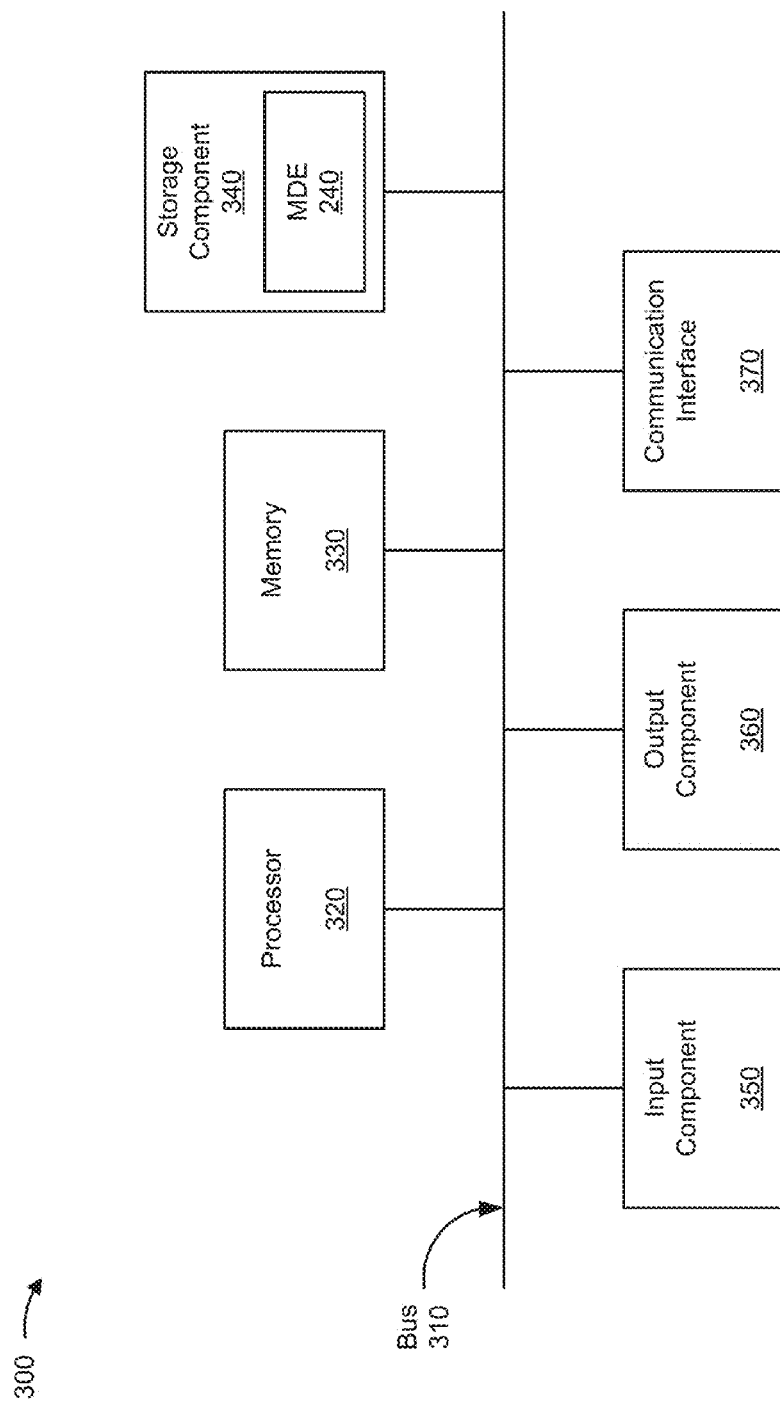 300
Bus
310
Processor
320
Memory
330
Storage
Component
340
MDE
240
Input
Component
350
Output
Component
360
Communication
Interface
370